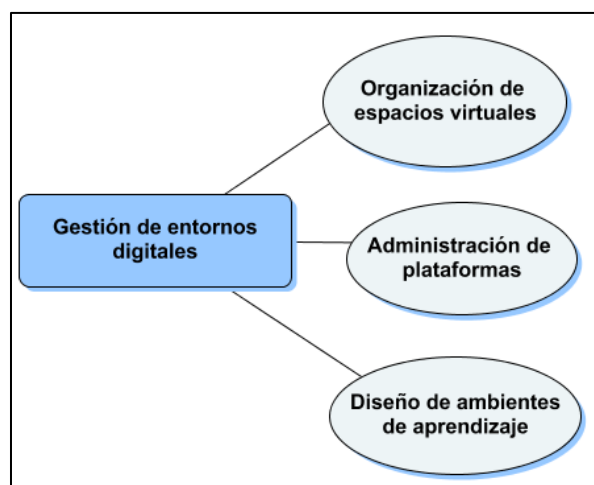 Organización de
espacios virtuales
Gestión de entornos
digitales
Administración de
plataformas
Diseño de ambientes
de aprendizaje